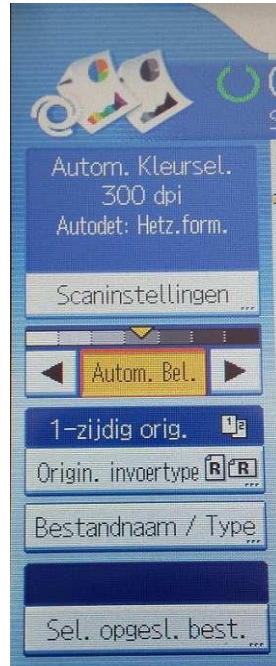 Autom. Kleursel.
300 dpi
Autodet: Hetz.form.
Scaninstellingen
Autom. Bel.
1-zijdig orig.
Origin. invoertype
Bestandnaam / Type
Sel. opgesl. best.